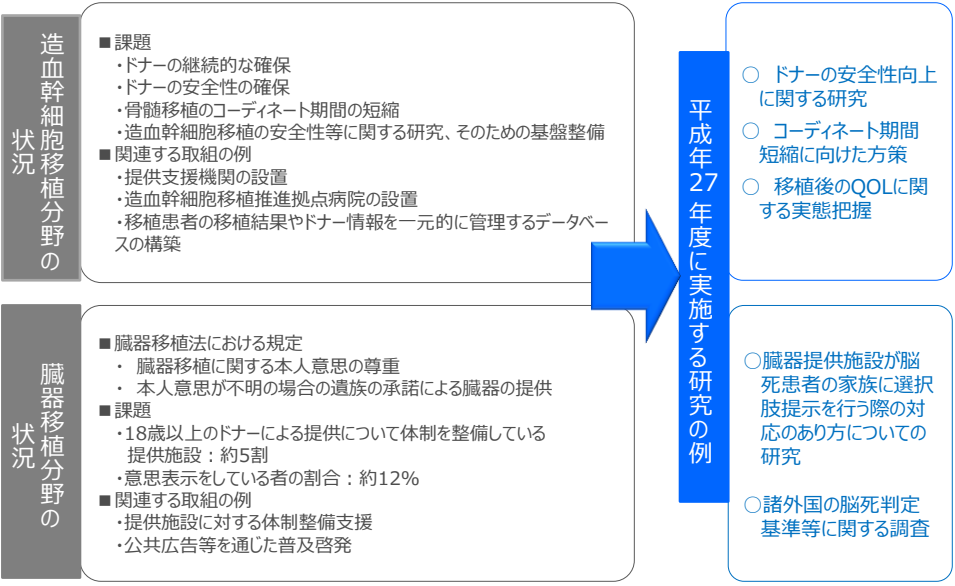 造血幹細胞移植分野の
状況
■課題
・ドナーの継続的な確保
・ドナーの安全性の確保
・骨髄移植のコーディネート期間の短縮
・造血幹細胞移植の安全性等に関する研究、そのための基盤整備
■関連する取組の例
・提供支援機関の設置
・造血幹細胞移植推進拠点病院の設置
・移植患者の移植結果やドナー情報を一元的に管理するデータベー
スの構築
臓器移植分野の
状況
■臓器移植法における規定
・ 臓器移植に関する本人意思の尊重
・ 本人意思が不明の場合の遺族の承諾による臓器の提供
■課題
・18歳以上のドナーによる提供について体制を整備している
提供施設：約5割
・意思表示をしている者の割合：約12%
■関連する取組の例
・提供施設に対する体制整備支援
・公共広告等を通じた普及啓発
平成年27年度に実施する研究の例
○ ドナーの安全性向上
に関する研究
○ コーディネート期間
短縮に向けた方策
○ 移植後のQOLに関
する実態把握
○臓器提供施設が脳
死患者の家族に選択
肢提示を行う際の対
応のあり方についての
研究
○諸外国の脳死判定
基準等に関する調査